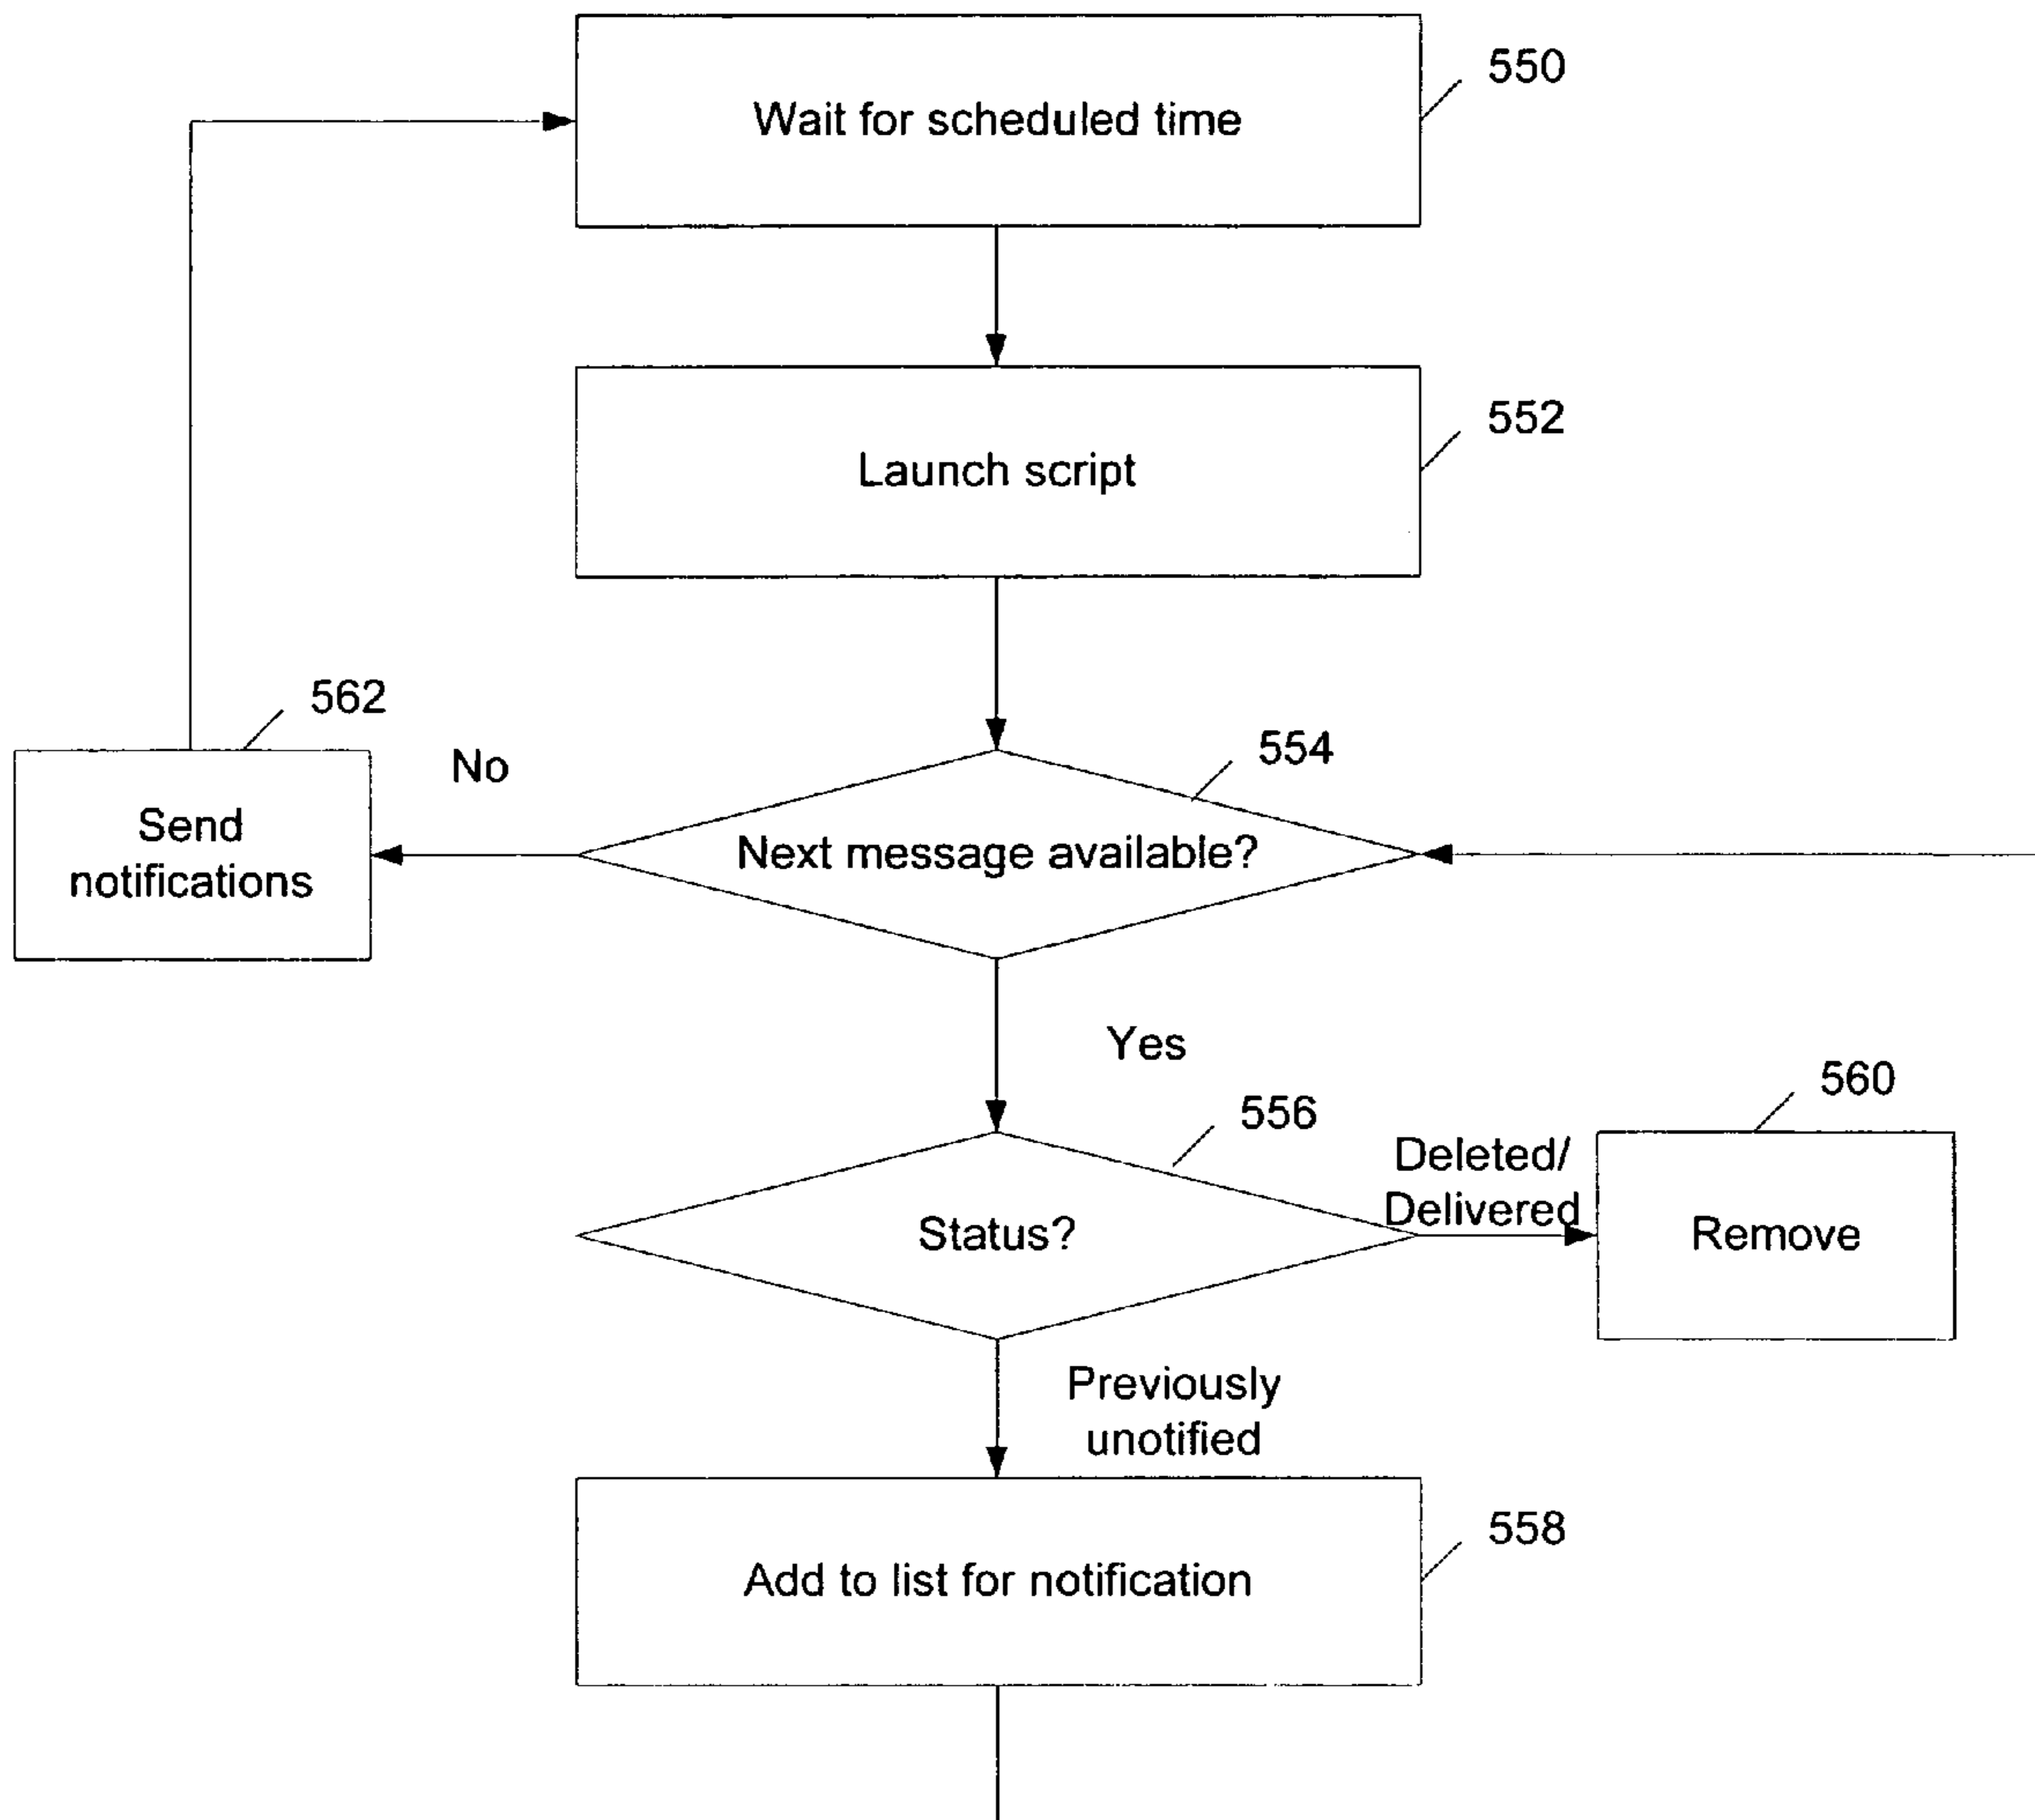 550
Wait for scheduled time
552
Launch script
562
No
554
Send
notifications
Next message available?
Yes
560
556
Deleted/
Delivered
Status?
Remove
Previously
unotified
558
Add to list for notification